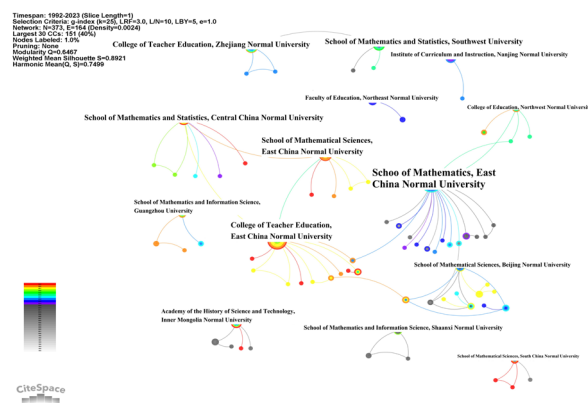 Timespan: 1992-2023 (Slice Length=1)
Selection Criteria: g-index (k=25), LRF=3.0, L/N=10, LBY=5, e=1.0
Network: N=373, E=164 (Density=0.0024)
Largest 30 CCs: 151 (40%)
Nodes Labeled: 1.0%
Pruning: None
Modularity Q=0.6467
Weighted Mean Silhouette S=0.8921
Harmonic Mean(Q, S)=0.7499
School of Mathematics and Statistics, Southwest University
College of Teacher Education, Zhejiang Normal University
Institute of Curriculum and Instruction, Nanjing Normal University
Faculty of Education, Northeast Normal University
College of Education, Northwest Normal Universi
School of Mathematics and Statistics, Central China Normal University
School of Mathematical Sciences,
East China Normal University
Schoo of Mathematics, East
China Normal University
School of Mathematics and Information Science,
Guangzhou University
College of Teacher Education,
East China Normal University
School of Mathematical Sciences, Beijing Normal University
Academy of the History of Science and Technology,
Inner Mongolia Normal University
School of Mathematics and Information Science, Shaanxi Normal University
School of Mathematical Sciences, South China Normal University
CiteSpace